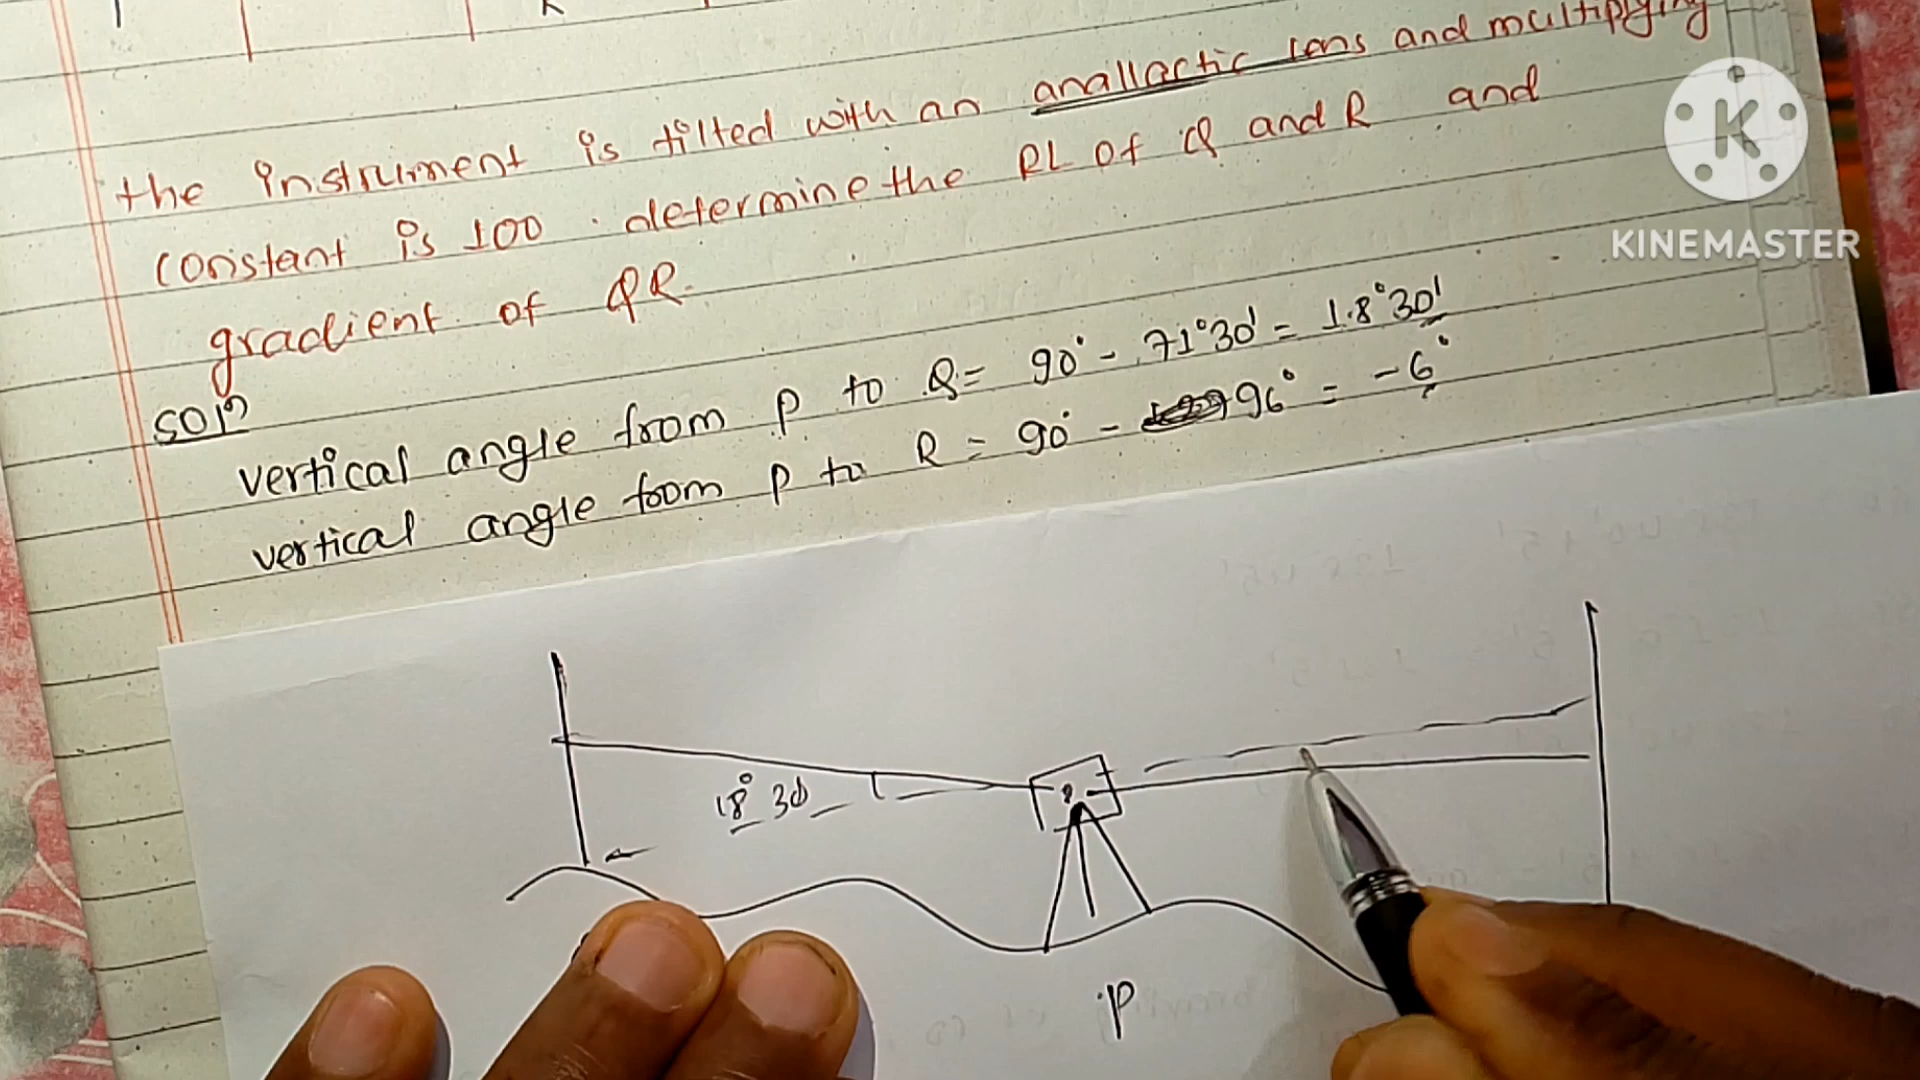 the instrument is tilted with an anallactic lens and multiplying
constant is 100 . determine the RL of Q and R and
gradient of QR.
Soln
vertical angle from P to Q = 90° - 71°30' = 18°30'
vertical angle from P to R = 90° - 96° = -6°
18° 30'
P
K
KINEMASTER